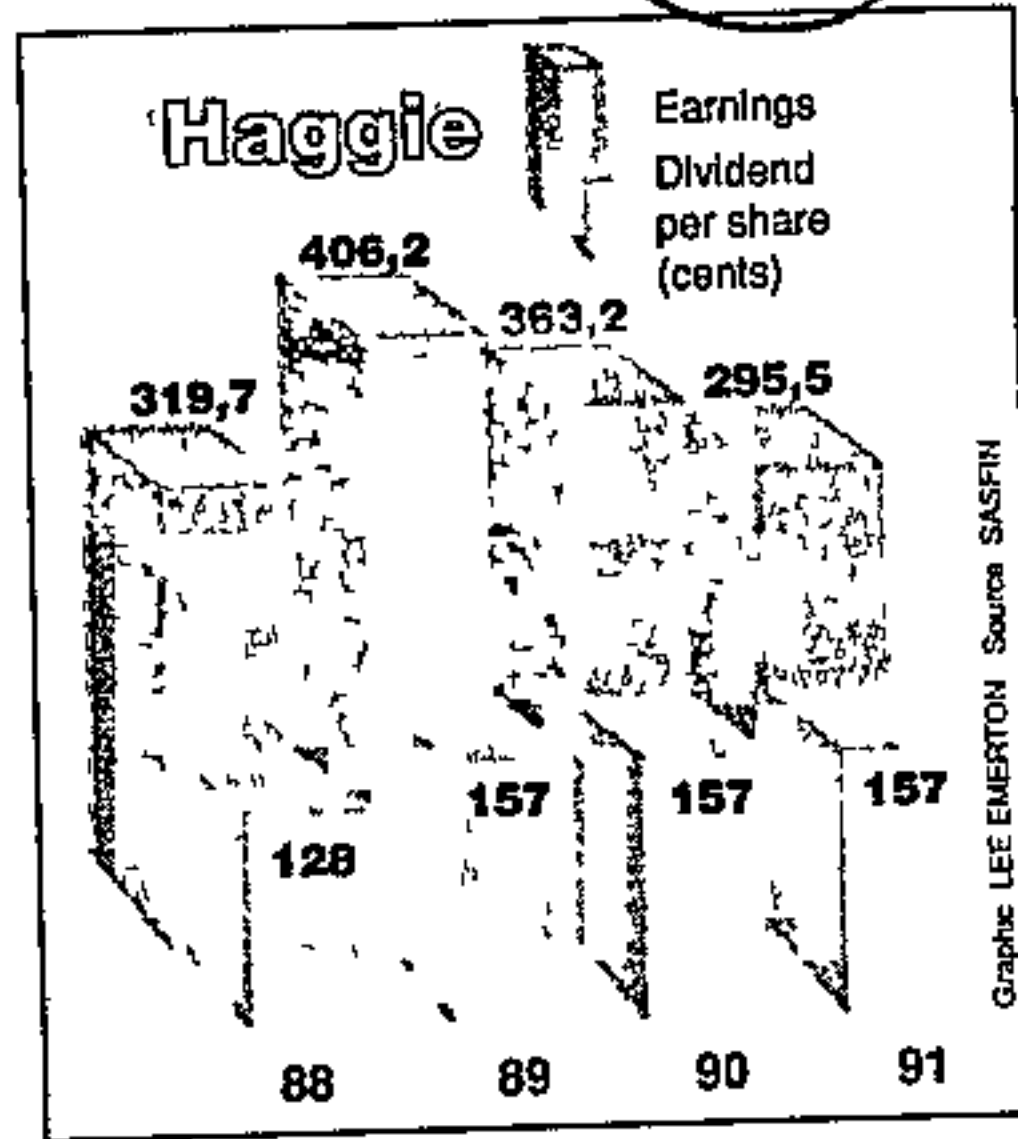 Haggie
Earnings
Dividend
per share
(cents)
406,2
363,2
319,7
295,5
157
157
157
128
88
89
90
91
Graphic LEE EMERTON Source SASFIN